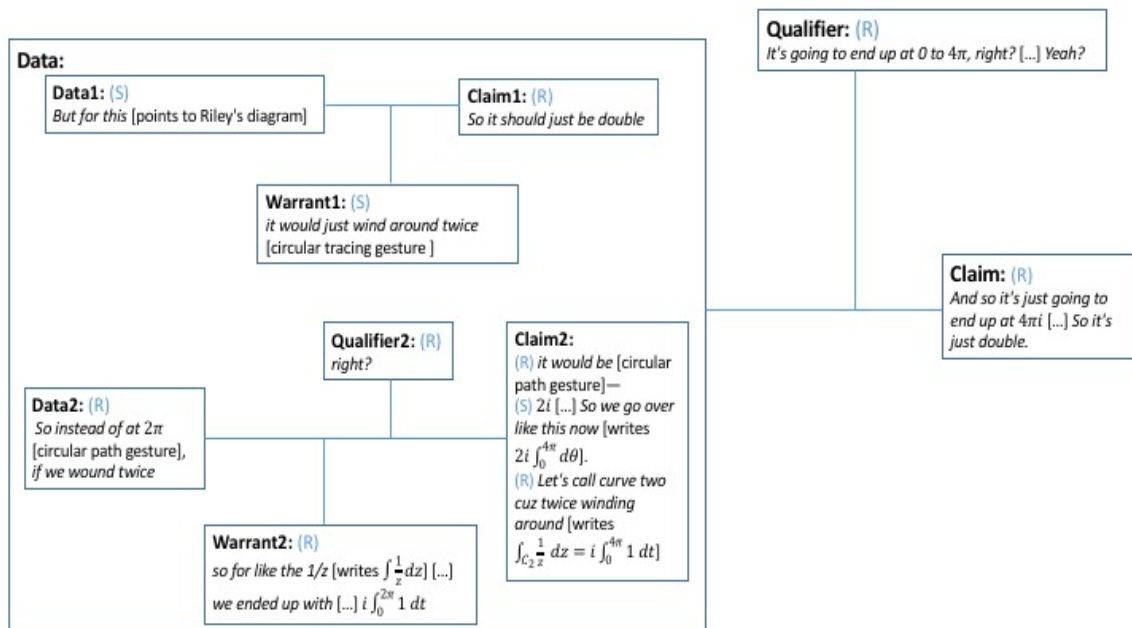 Qualifier: (R)
It's going to end up at 0 to 4π, right? [...] Yeah?
Data:
Data1: (S)
But for this [points to Riley's diagram]
Claim1: (R)
So it should just be double
Warrant1: (S)
it would just wind around twice
[circular tracing gesture ]
Claim: (R)
And so it's just going to
end up at 4πi [...] So it's
just double.
Qualifier2: (R)
right?
Claim2:
(R) it would be [circular
path gesture]—
(S) 2i [...] So we go over
like this now [writes
2i ∫₀^{4π} dθ].
(R) Let's call curve two
cuz twice winding
around [writes
∫_{C₂} 1/z dz = i ∫₀^{4π} 1 dt]
Data2: (R)
So instead of at 2π
[circular path gesture],
if we wound twice
Warrant2: (R)
so for like the 1/z [writes ∫ 1/z dz] [...]
we ended up with [...] i ∫₀^{2π} 1 dt